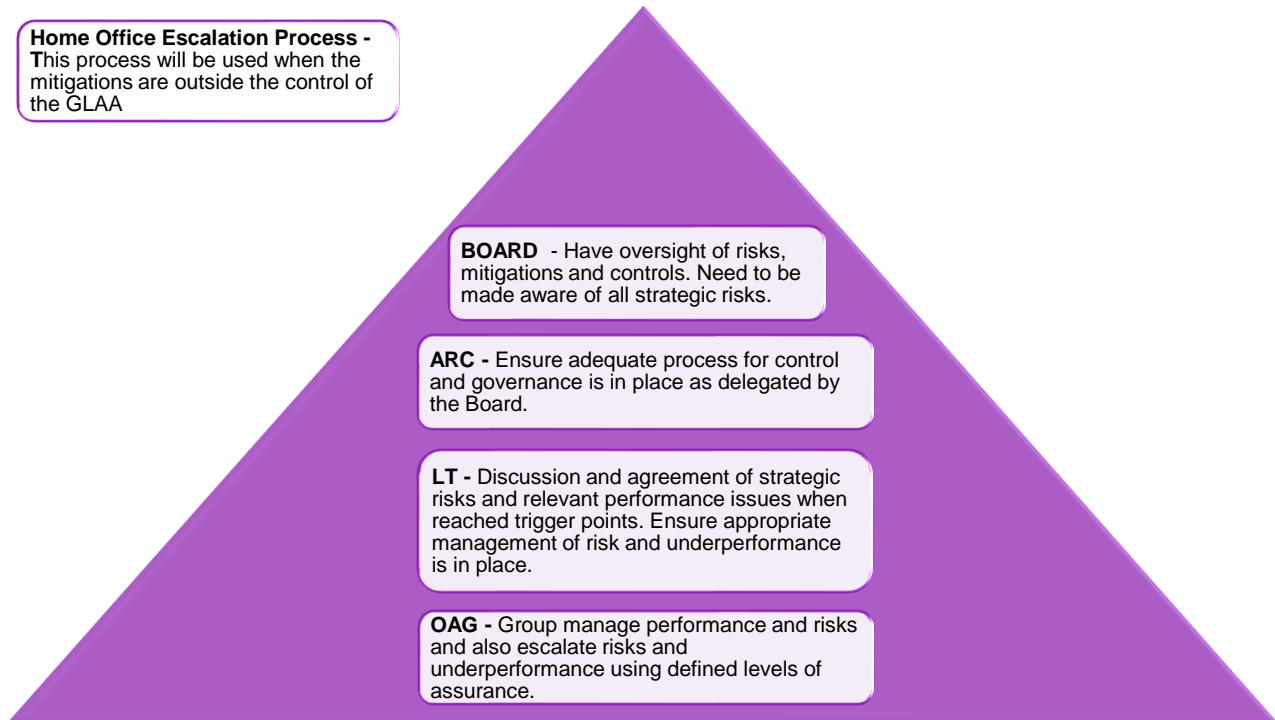 Home Office Escalation Process -
This process will be used when the
mitigations are outside the control of
the GLAA
BOARD  - Have oversight of risks,
mitigations and controls. Need to be
made aware of all strategic risks.
ARC - Ensure adequate process for control
and governance is in place as delegated by
the Board.
LT - Discussion and agreement of strategic
risks and relevant performance issues when
reached trigger points. Ensure appropriate
management of risk and underperformance
is in place.
OAG - Group manage performance and risks
and also escalate risks and
underperformance using defined levels of
assurance.